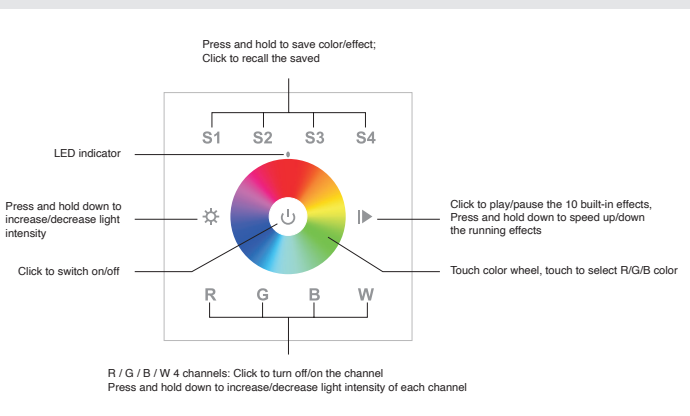 Press and hold to save color/effect;
Click to recall the saved
S1 S2 S3 S4
LED indicator
Press and hold down to
increase/decrease light
intensity
Click to play/pause the 10 built-in effects,
Press and hold down to speed up/down
the running effects
Click to switch on/off
Touch color wheel, touch to select R/G/B color
R G B W
R / G / B / W 4 channels: Click to turn off/on the channel
Press and hold down to increase/decrease light intensity of each channel